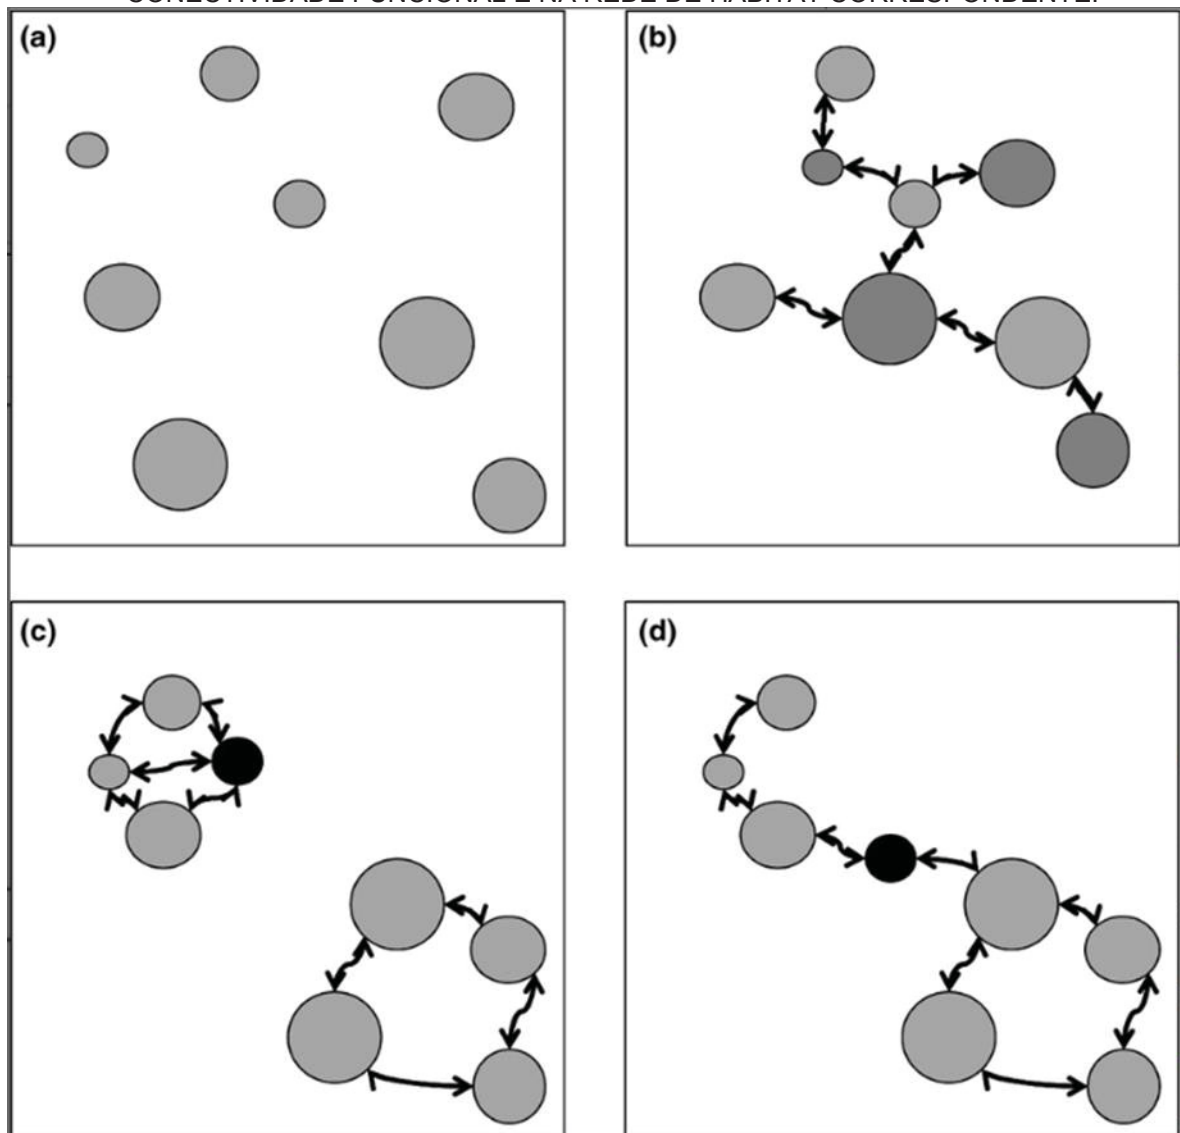 CONECTIVIDADE FUNCIONAL E NA REDE DE HABITAT CORRESPONDENTE.
(a)
(b)
(c)
(d)